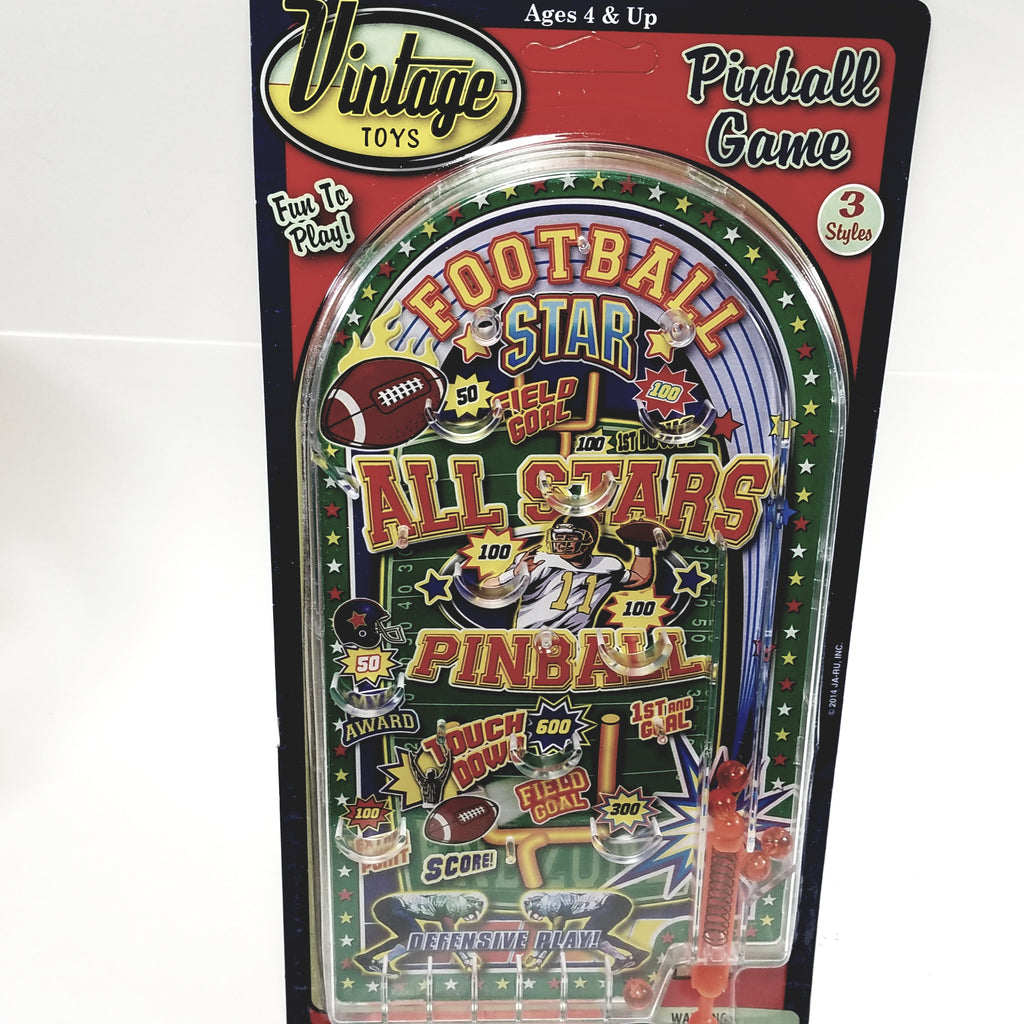 Ages 4 & Up
Vintage
TOYS
Pinball
Game
Fun To
Play!
3
Styles
FOOTBALL
STAR
50
FIELD
GOAL
100
100 1ST DOWN
ALL STARS
100
11
100
PINBALL
50
MVP
AWARD
TOUCH
DOWN
600
1ST AND
GOAL
FIELD
GOAL
300
100
POINT
SCORE!
DEFENSIVE PLAY!
© 2014 JA-RU, INC.